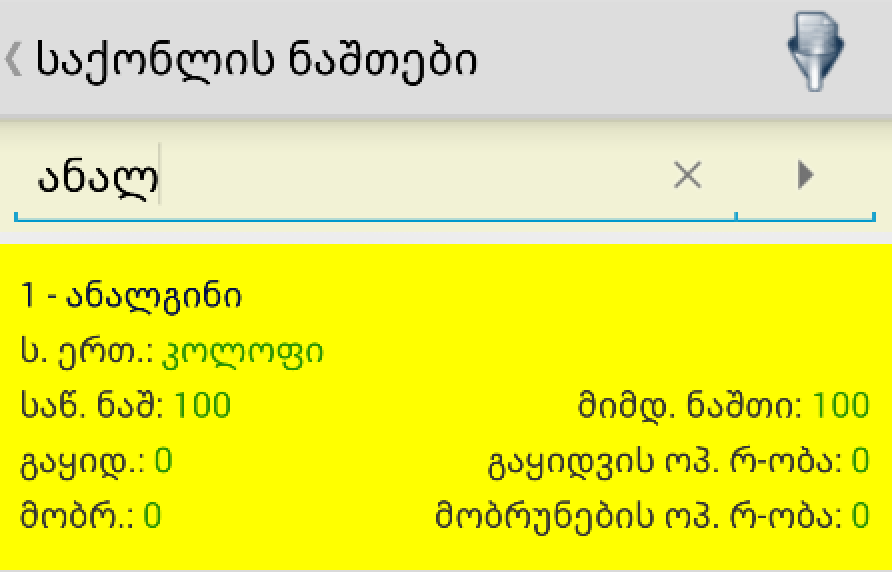 საქონლის ნაშთები
ანალ
1 - ანალგინი
ს. ერთ.: კოლოფი
საწ. ნაშ: 100 მიმდ. ნაშთი: 100
გაყიდ.: 0 გაყიდვის ოპ. რ-ობა: 0
მობრ.: 0 მობრუნების ოპ. რ-ობა: 0